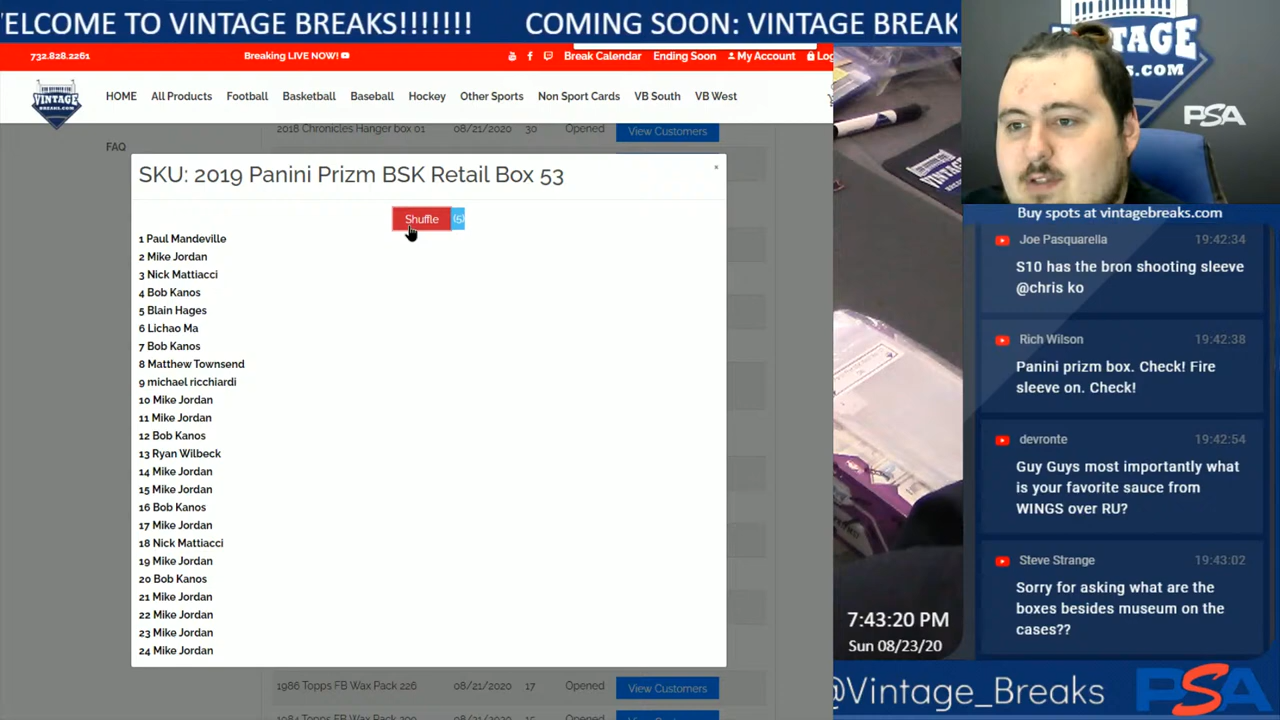 ELCOME TO VINTAGE BREAKS!!!!!!! COMING SOON: VINTAGE BREAK
732.828.2261 Breaking LIVE NOW! Break Calendar Ending Soon My Account Log
VINTAGE
BREAKS
HOME All Products Football Basketball Baseball Hockey Other Sports Non Sport Cards VB South VB West
TAGE
S.COM
PSA
FAQ
2018 Chronicles Hanger box 01 08/21/2020 30 Opened View Customers
SKU: 2019 Panini Prizm BSK Retail Box 53
×
Shuffle (5)
1 Paul Mandeville
2 Mike Jordan
3 Nick Mattiacci
4 Bob Kanos
5 Blain Hages
6 Lichao Ma
7 Bob Kanos
8 Matthew Townsend
9 michael ricchiardi
10 Mike Jordan
11 Mike Jordan
12 Bob Kanos
13 Ryan Wilbeck
14 Mike Jordan
15 Mike Jordan
16 Bob Kanos
17 Mike Jordan
18 Nick Mattiacci
19 Mike Jordan
20 Bob Kanos
21 Mike Jordan
22 Mike Jordan
23 Mike Jordan
24 Mike Jordan
1986 Topps FB Wax Pack 226 08/21/2020 17 Opened View Customers
Buy spots at vintagebreaks.com
Joe Pasquarella 19:42:34
S10 has the bron shooting sleeve
@chris ko
Rich Wilson 19:42:38
Panini prizm box. Check! Fire
sleeve on. Check!
devronte 19:42:54
Guy Guys most importantly what
is your favorite sauce from
WINGS over RU?
Steve Strange 19:43:02
Sorry for asking what are the
boxes besides museum on the
cases??
7:43:20 PM
Sun 08/23/20
@Vintage_Breaks
PSA